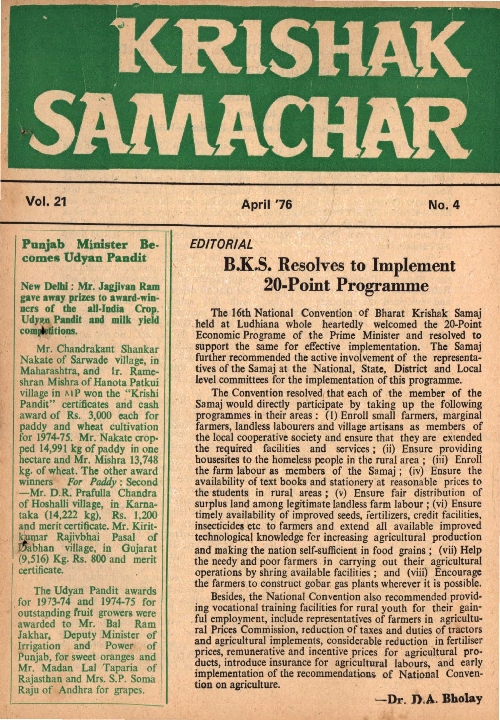 KRISHAK
SAMACHAR
Vol. 21
April '76
No. 4
Punjab Minister Be-
comes Udyan Pandit
New Delhi : Mr. Jagjivan Ram
gave away prizes to award-win-
ners of the all-India Crop.
Udyan Pandit and milk yield
competitions.
Mr. Chandrakant Shankar
Nakate of Sarwade village, in
Maharashtra, and 1r. Rame-
shran Mishra of Hanota Patkui
village in MP won the "Krishi
Pandit" certificates and cash
award of Rs. 3,000 each for
paddy and wheat cultivation
for 1974-75. Mr. Nakate crop-
ped 14,991 kg of paddy in one
hectare and Mr. Mishra 13,748
kg. of wheat. The other award
winners For Paddy : Second
—Mr. D.R. Prafulla Chandra
of Hoshalli village, in Karna-
taka (14,222 kg), Rs. 1,200
and merit certificate. Mr. Kirit-
kumar Rajivbhai Pasal of
Dabhan village, in Gujarat
(9,516) Kg. Rs. 800 and merit
certificate.
The Udyan Pandit awards
for 1973-74 and 1974-75 for
outstanding fruit growers were
awarded to Mr. Bal Ram
Jakhar, Deputy Minister of
Irrigation and Power of
Punjab, for sweet oranges and
Mr. Madan Lal Taparia of
Rajasthan and Mrs. S.P. Soma
Raju of Andhra for grapes.
EDITORIAL
B.K.S. Resolves to Implement
20-Point Programme
The 16th National Convention of Bharat Krishak Samaj
held at Ludhiana whole heartedly welcomed the 20-Point
Economic Programe of the Prime Minister and resolved to
support the same for effective implementation. The Samaj
further recommended the active involvement of the representa-
tives of the Samaj at the National, State, District and Local
level committees for the implementation of this programme.
The Convention resolved that each of the member of the
Samaj would directly participate by taking up the following
programmes in their areas : (i) Enroll small farmers, marginal
farmers, landless labourers and village artisans as members of
the local cooperative society and ensure that they are extended
the required facilities and services ; (ii) Ensure providing
housesites to the homeless people in the rural area ; (iii) Enroll
the farm labour as members of the Samaj ; (iv) Ensure the
availability of text books and stationery at reasonable prices to
the students in rural areas ; (v) Ensure fair distribution of
surplus land among legitimate landless farm labour ; (vi) Ensure
timely availability of improved seeds, fertilizers, credit facilities,
insecticides etc to farmers and extend all available improved
technological knowledge for increasing agricultural production
and making the nation self-sufficient in food grains ; (vii) Help
the needy and poor farmers in carrying out their agricultural
operations by shring available facilities ; and (viii) Encourage
the farmers to construct gobar gas plants wherever it is possible.
Besides, the National Convention also recommended provid-
ing vocational training facilities for rural youth for their gain-
ful employment, include representatives of farmers in agricultu-
ral Prices Commission, reduction of taxes and duties of tractors
and agricultural implements, considerable reduction in fertiliser
prices, remunerative and incentive prices for agricultural pro-
ducts, introduce insurance for agricultural labours, and early
implementation of the recommendations of National Conven-
tion on agriculture.
—Dr. D.A. Bholay